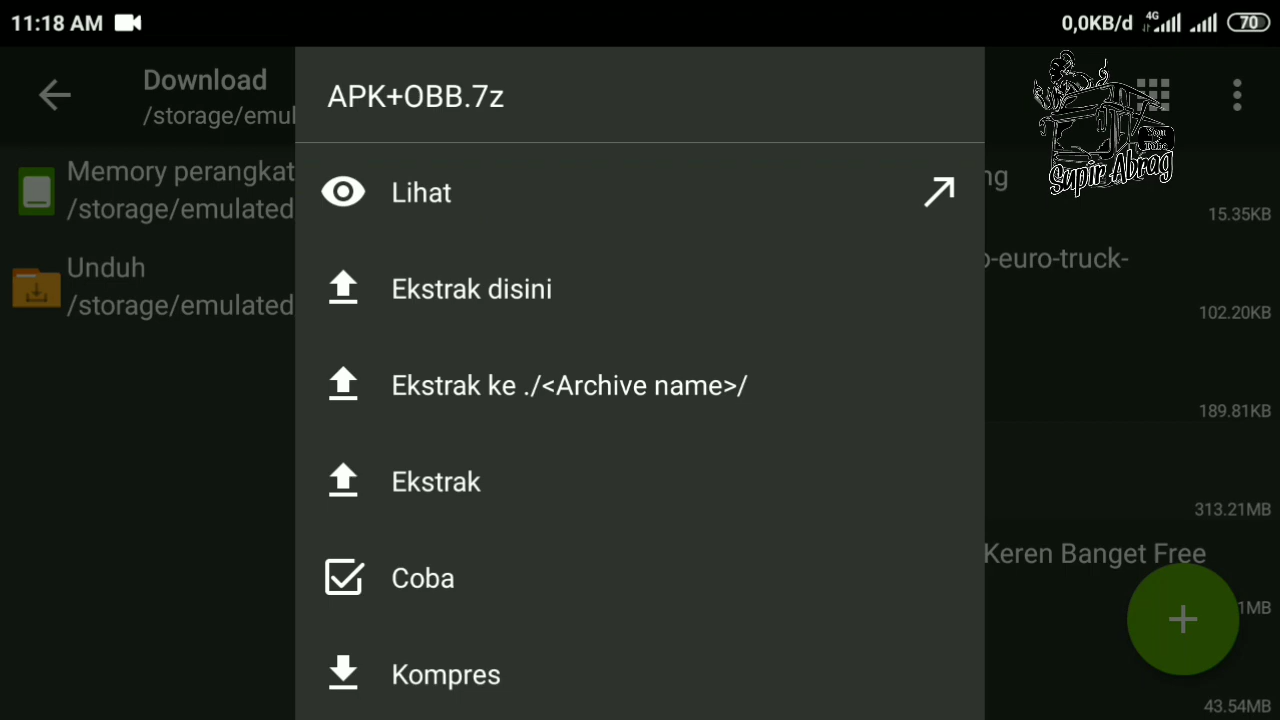 11:18 AM
0,0KB/d 4G 70
Download
/storage/emul
APK+OBB.7z
Memory perangkat
/storage/emulated
Unduh
/storage/emulated
Lihat
Ekstrak disini
Ekstrak ke ./<Archive name>/
Ekstrak
Coba
Kompres
ng
15.35KB
o-euro-truck-
102.20KB
189.81KB
313.21MB
Keren Banget Free
1MB
43.54MB
Supir Abrag